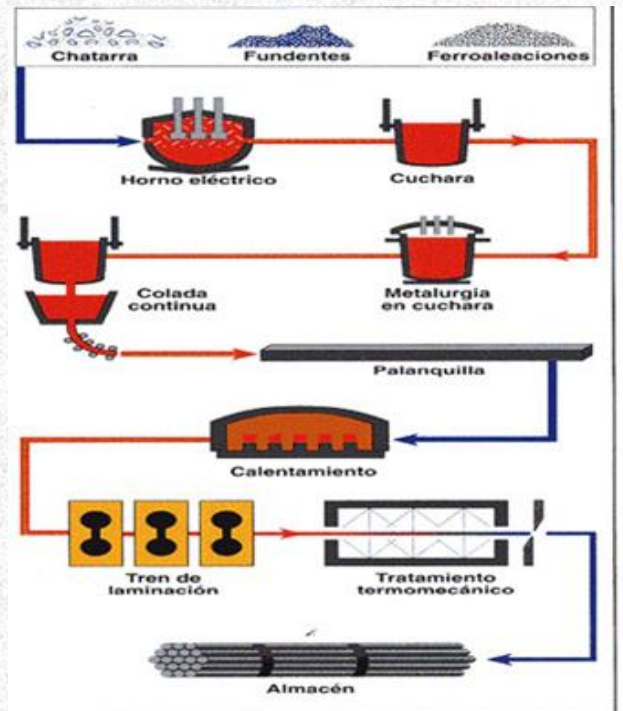 Chatarra
Fundentes
Ferroaleaciones
Horno eléctrico
Cuchara
Colada
continua
Metalurgia
en cuchara
Palanquilla
Calentamiento
Tren de
laminación
Tratamiento
termomecánico
Almacén